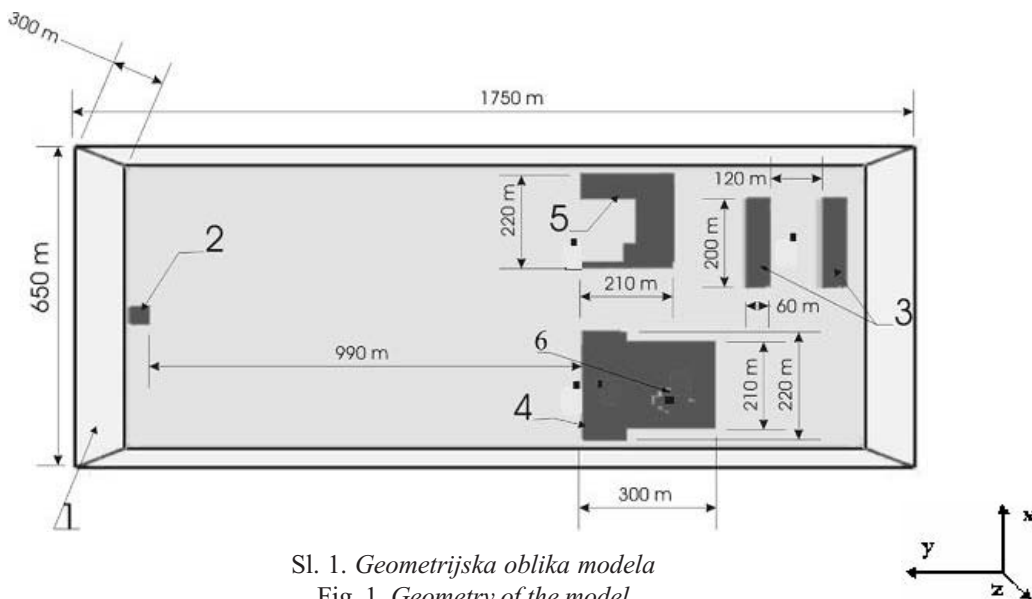 300 m
1750 m
120 m
220 m
5
200 m
2
650 m
210 m
60 m
3
6
990 m
210 m
220 m
4
1
300 m
x
y
z
Sl. 1. Geometrijska oblika modela
Fig. 1. Geometry of the model